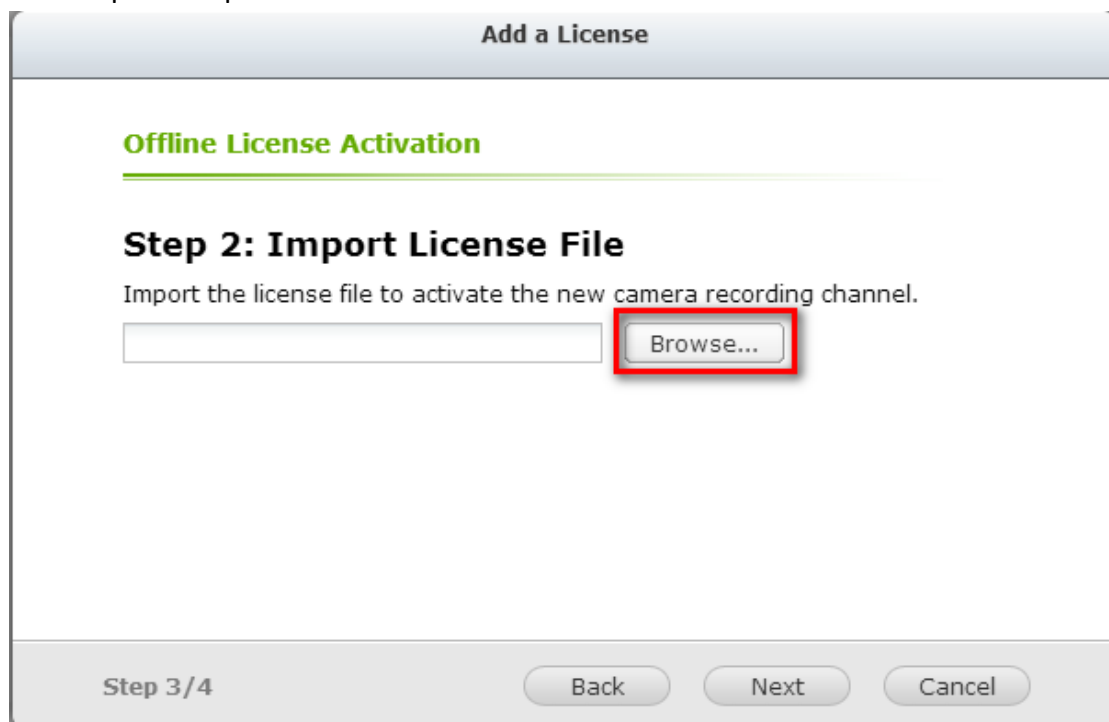 Add a License
Offline License Activation
Step 2: Import License File
Import the license file to activate the new camera recording channel.
Browse...
Step 3/4
Back
Next
Cancel